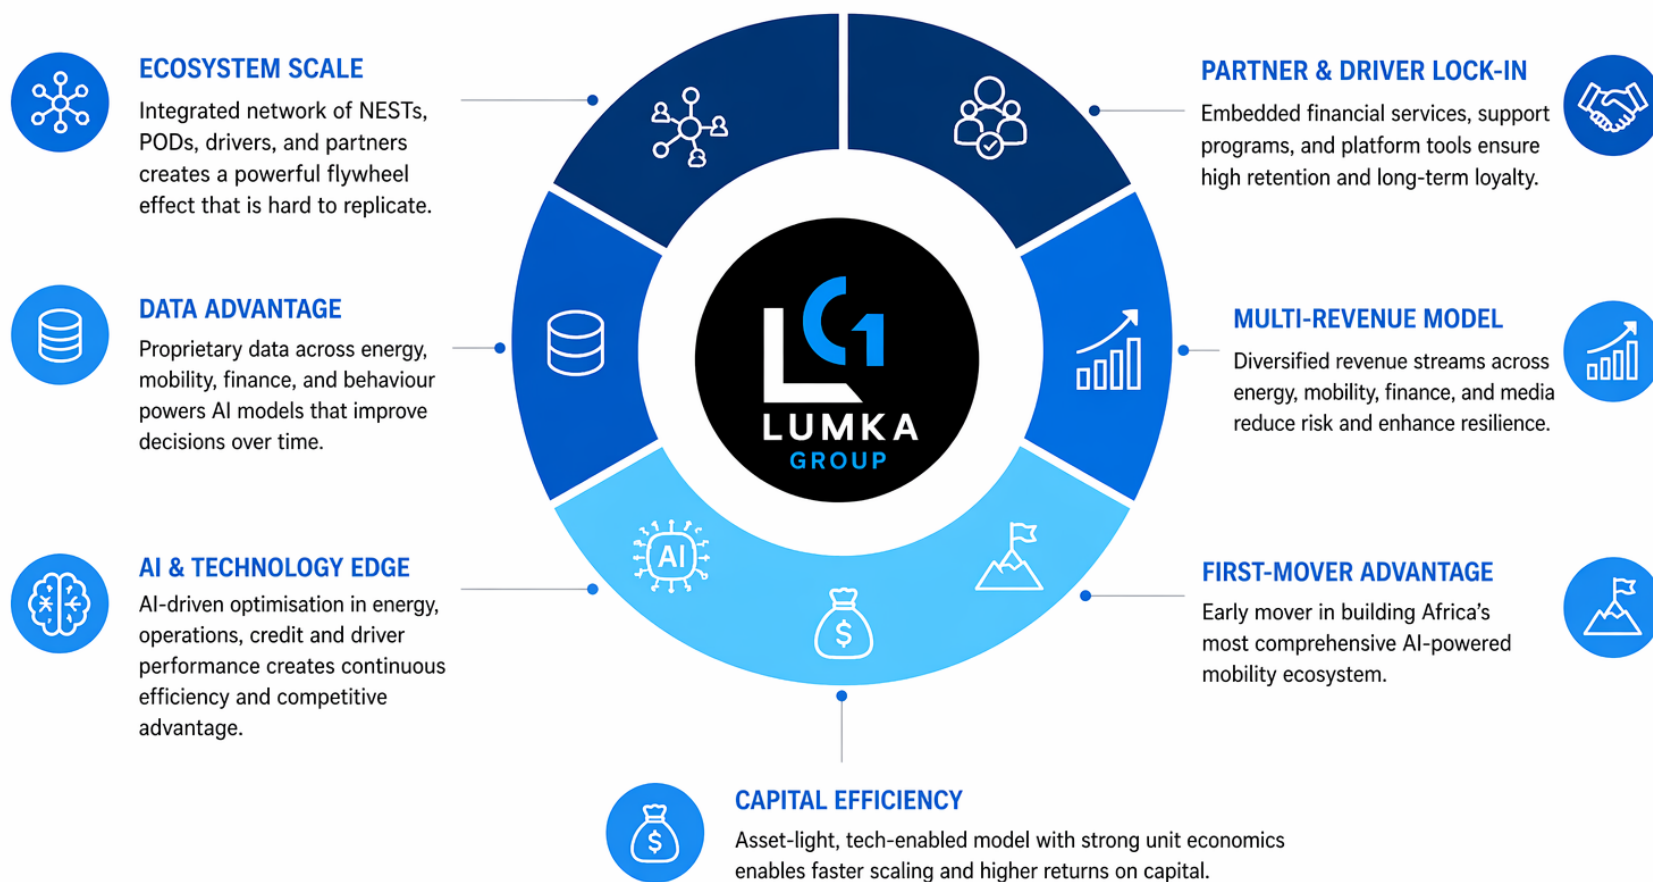 ECOSYSTEM SCALE
Integrated network of NESTs,
PODs, drivers, and partners
creates a powerful flywheel
effect that is hard to replicate.
PARTNER & DRIVER LOCK-IN
Embedded financial services, support
programs, and platform tools ensure
high retention and long-term loyalty.
DATA ADVANTAGE
Proprietary data across energy,
mobility, finance, and behaviour
powers AI models that improve
decisions over time.
LG
LUMKA
GROUP
MULTI-REVENUE MODEL
Diversified revenue streams across
energy, mobility, finance, and media
reduce risk and enhance resilience.
AI & TECHNOLOGY EDGE
AI-driven optimisation in energy,
operations, credit and driver
performance creates continuous
efficiency and competitive
advantage.
AI
$
FIRST-MOVER ADVANTAGE
Early mover in building Africa’s
most comprehensive AI-powered
mobility ecosystem.
$
CAPITAL EFFICIENCY
Asset-light, tech-enabled model with strong unit economics
enables faster scaling and higher returns on capital.